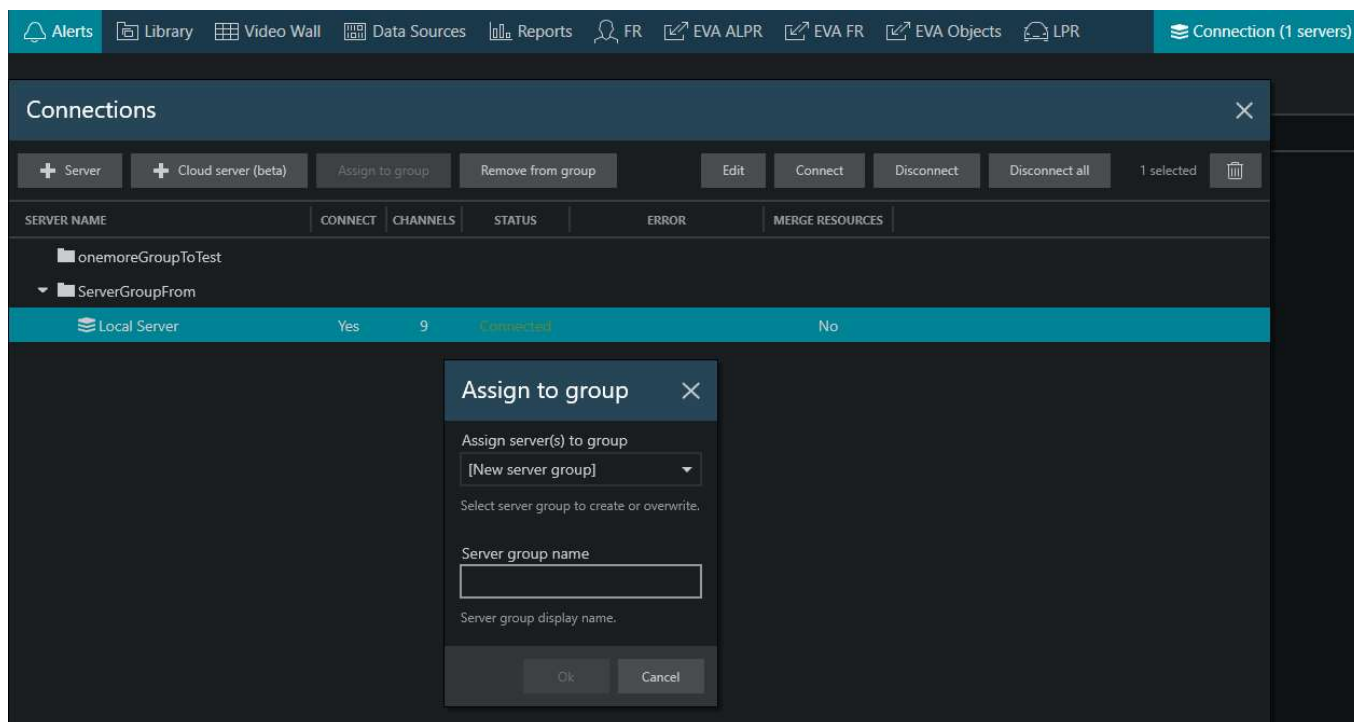 Alerts Library Video Wall Data Sources Reports FR EVA ALPR EVA FR EVA Objects LPR Connection (1 servers)
Connections
Server Cloud server (beta) Assign to group Remove from group Edit Connect Disconnect Disconnect all 1 selected
SERVER NAME CONNECT CHANNELS STATUS ERROR MERGE RESOURCES
onemoreGroupToTest
ServerGroupFrom
Local Server Yes 9 Connected No
Assign to group
Assign server(s) to group
[New server group]
Select server group to create or overwrite.
Server group name
Server group display name.
Ok Cancel